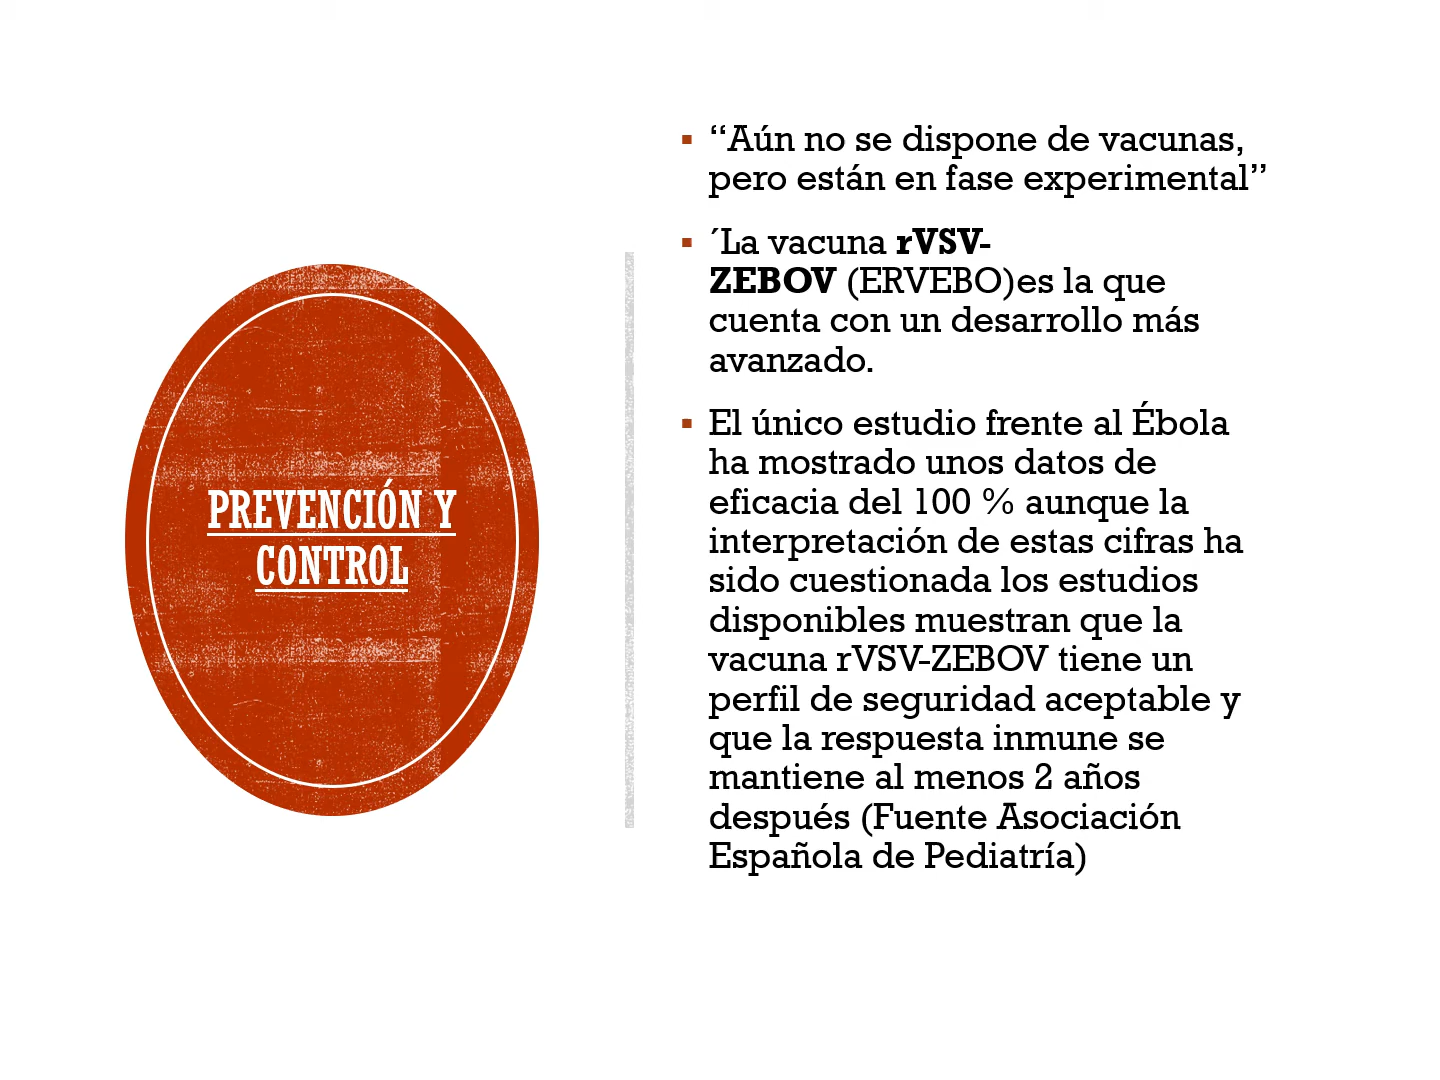 PREVENCIÓN Y
CONTROL
▪ “Aún no se dispone de vacunas,
pero están en fase experimental”
▪ ´La vacuna rVSV-
ZEBOV (ERVEBO)es la que
cuenta con un desarrollo más
avanzado.
▪ El único estudio frente al Ébola
ha mostrado unos datos de
eficacia del 100 % aunque la
interpretación de estas cifras ha
sido cuestionada los estudios
disponibles muestran que la
vacuna rVSV-ZEBOV tiene un
perfil de seguridad aceptable y
que la respuesta inmune se
mantiene al menos 2 años
después (Fuente Asociación
Española de Pediatría)